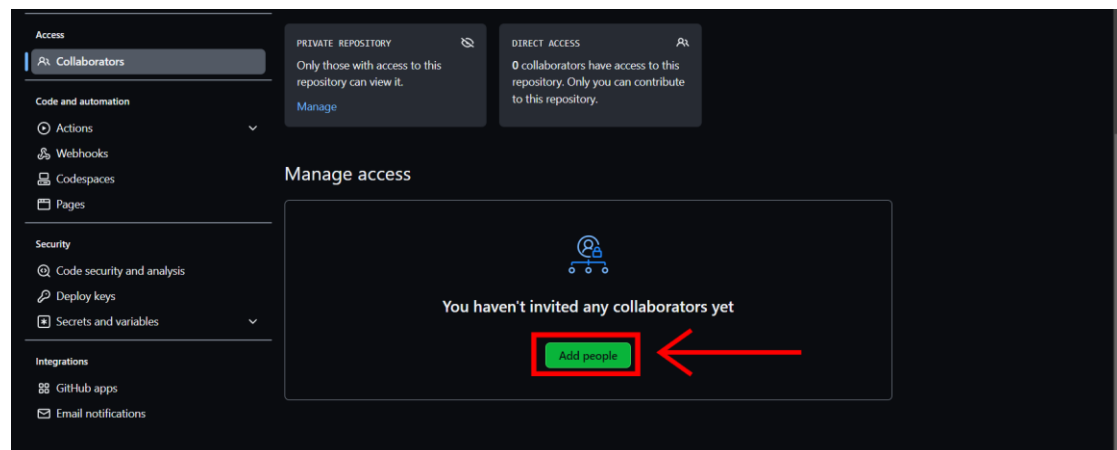 Access
Collaborators
Code and automation
Actions
Webhooks
Codespaces
Pages
Security
Code security and analysis
Deploy keys
Secrets and variables
Integrations
GitHub apps
Email notifications
PRIVATE REPOSITORY
Only those with access to this
repository can view it.
Manage
DIRECT ACCESS
0 collaborators have access to this
repository. Only you can contribute
to this repository.
Manage access
You haven't invited any collaborators yet
Add people